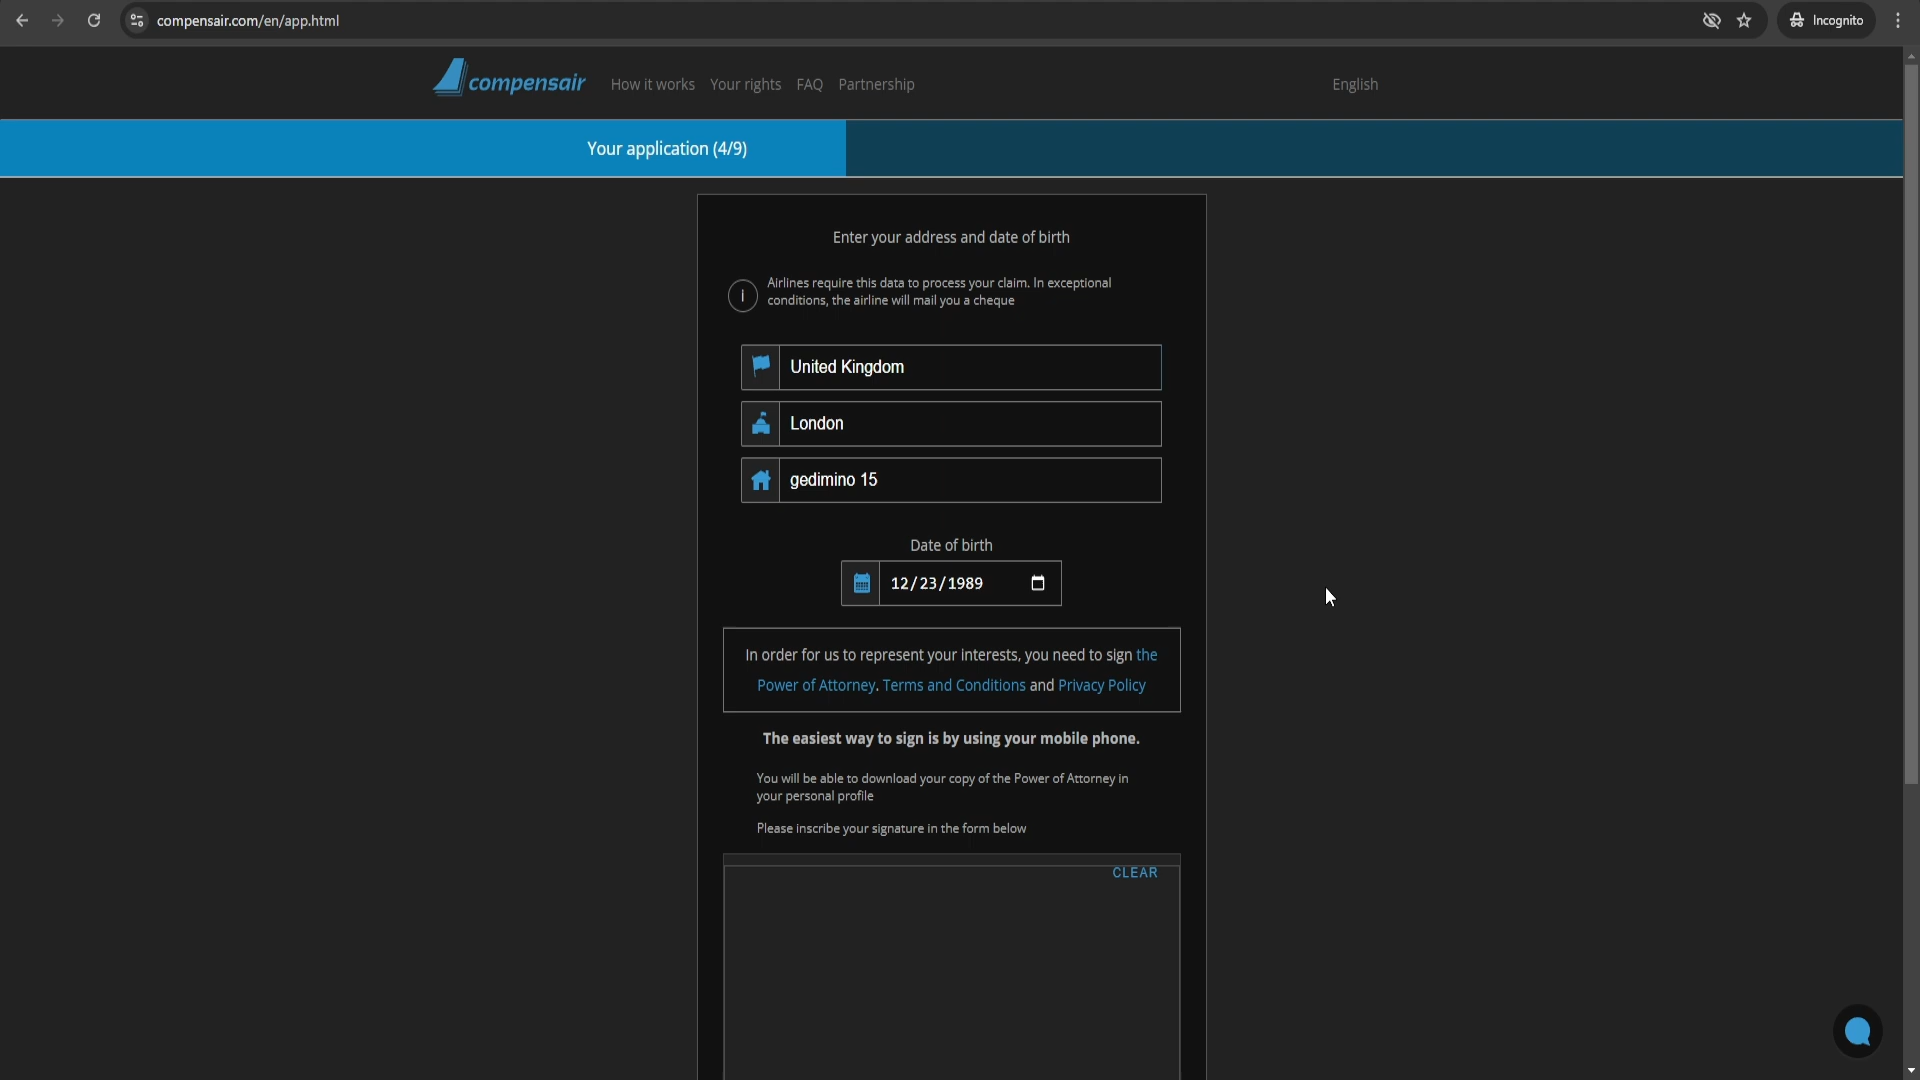 compensair.com/en/app.html
Incognito
compensair
How it works Your rights FAQ Partnership
English
Your application (4/9)
Enter your address and date of birth
i
Airlines require this data to process your claim. In exceptional
conditions, the airline will mail you a cheque
United Kingdom
London
gedimino 15
Date of birth
12/23/1989
In order for us to represent your interests, you need to sign the
Power of Attorney. Terms and Conditions and Privacy Policy
The easiest way to sign is by using your mobile phone.
You will be able to download your copy of the Power of Attorney in
your personal profile
Please inscribe your signature in the form below
CLEAR